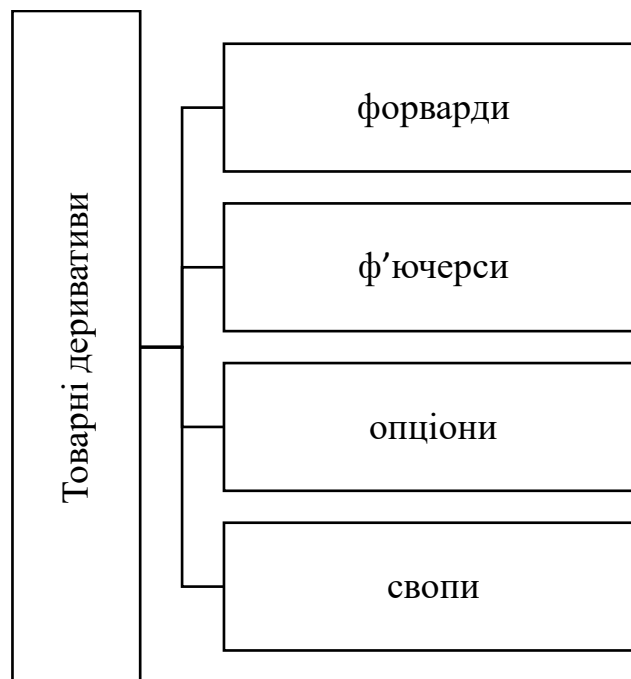 Товарні деривативи
форварди
ф’ючерси
опціони
свопи